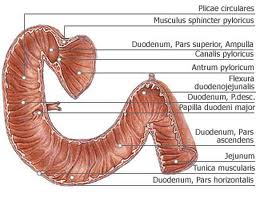 Plicae circulares
Musculus sphincter pyloricus
Duodenum, Pars superior, Ampulla
Canalis pyloricus
Antrum pyloricum
Flexura
duodenojejunalis
Duodenum, P.desc.
Papilla duodeni major
Duodenum, Pars
ascendens
Jejunum
Tunica muscularis
Duodenum, Pars horizontalis